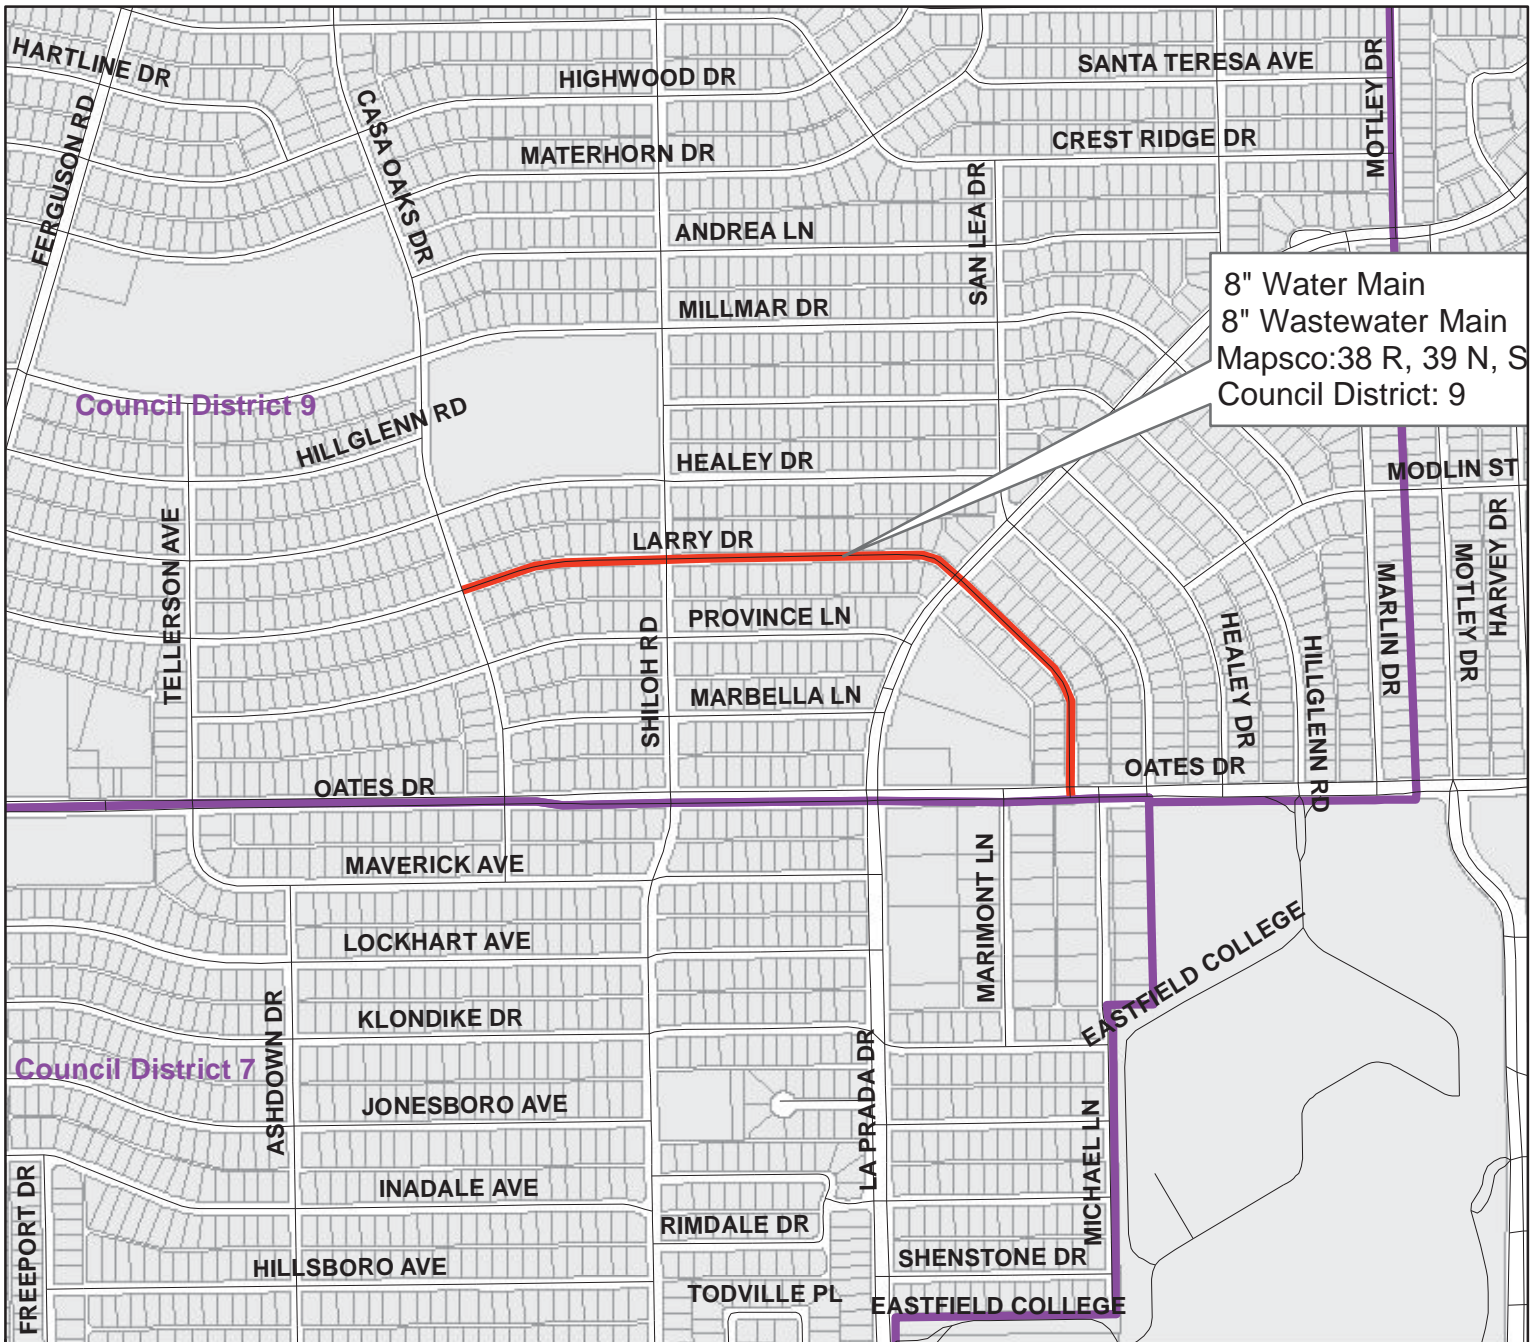 HARTLINE DR
HIGHWOOD DR
SANTA TERESA AVE
MOTLEY DR
FERGUSON RD
CASA OAKS DR
MATERHORN DR
CREST RIDGE DR
ANDREA LN
SAN LEA DR
MILLMAR DR
8" Water Main
8" Wastewater Main
Mapsco:38 R, 39 N, S
Council District: 9
Council District 9
HILLGLENN RD
HEALEY DR
MODLIN ST
TELLERSON AVE
LARRY DR
HARVEY DR
MOTLEY DR
MARLIN DR
PROVINCE LN
HEALEY DR
HILLGLENN RD
SHILOH RD
MARBELLA LN
OATES DR
OATES DR
MAVERICK AVE
MARIMONT LN
LOCKHART AVE
EASTFIELD COLLEGE
KLONDIKE DR
ASHDOWN DR
Council District 7
LA PRADA DR
JONESBORO AVE
MICHAEL LN
INADALE AVE
FREEPORT DR
RIMDALE DR
SHENSTONE DR
HILLSBORO AVE
TODVILLE PL
EASTFIELD COLLEGE